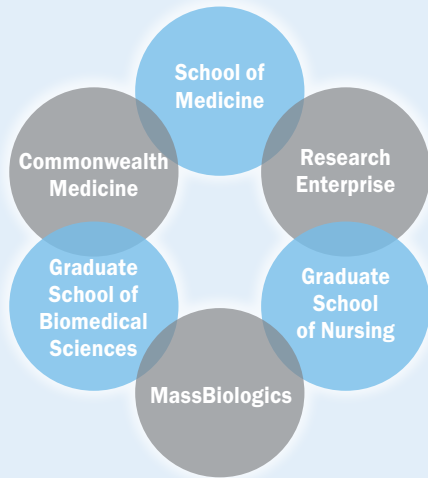 School of
Medicine
Commonwealth
Medicine
Research
Enterprise
Graduate
School of
Biomedical
Sciences
Graduate
School
of Nursing
MassBiologics